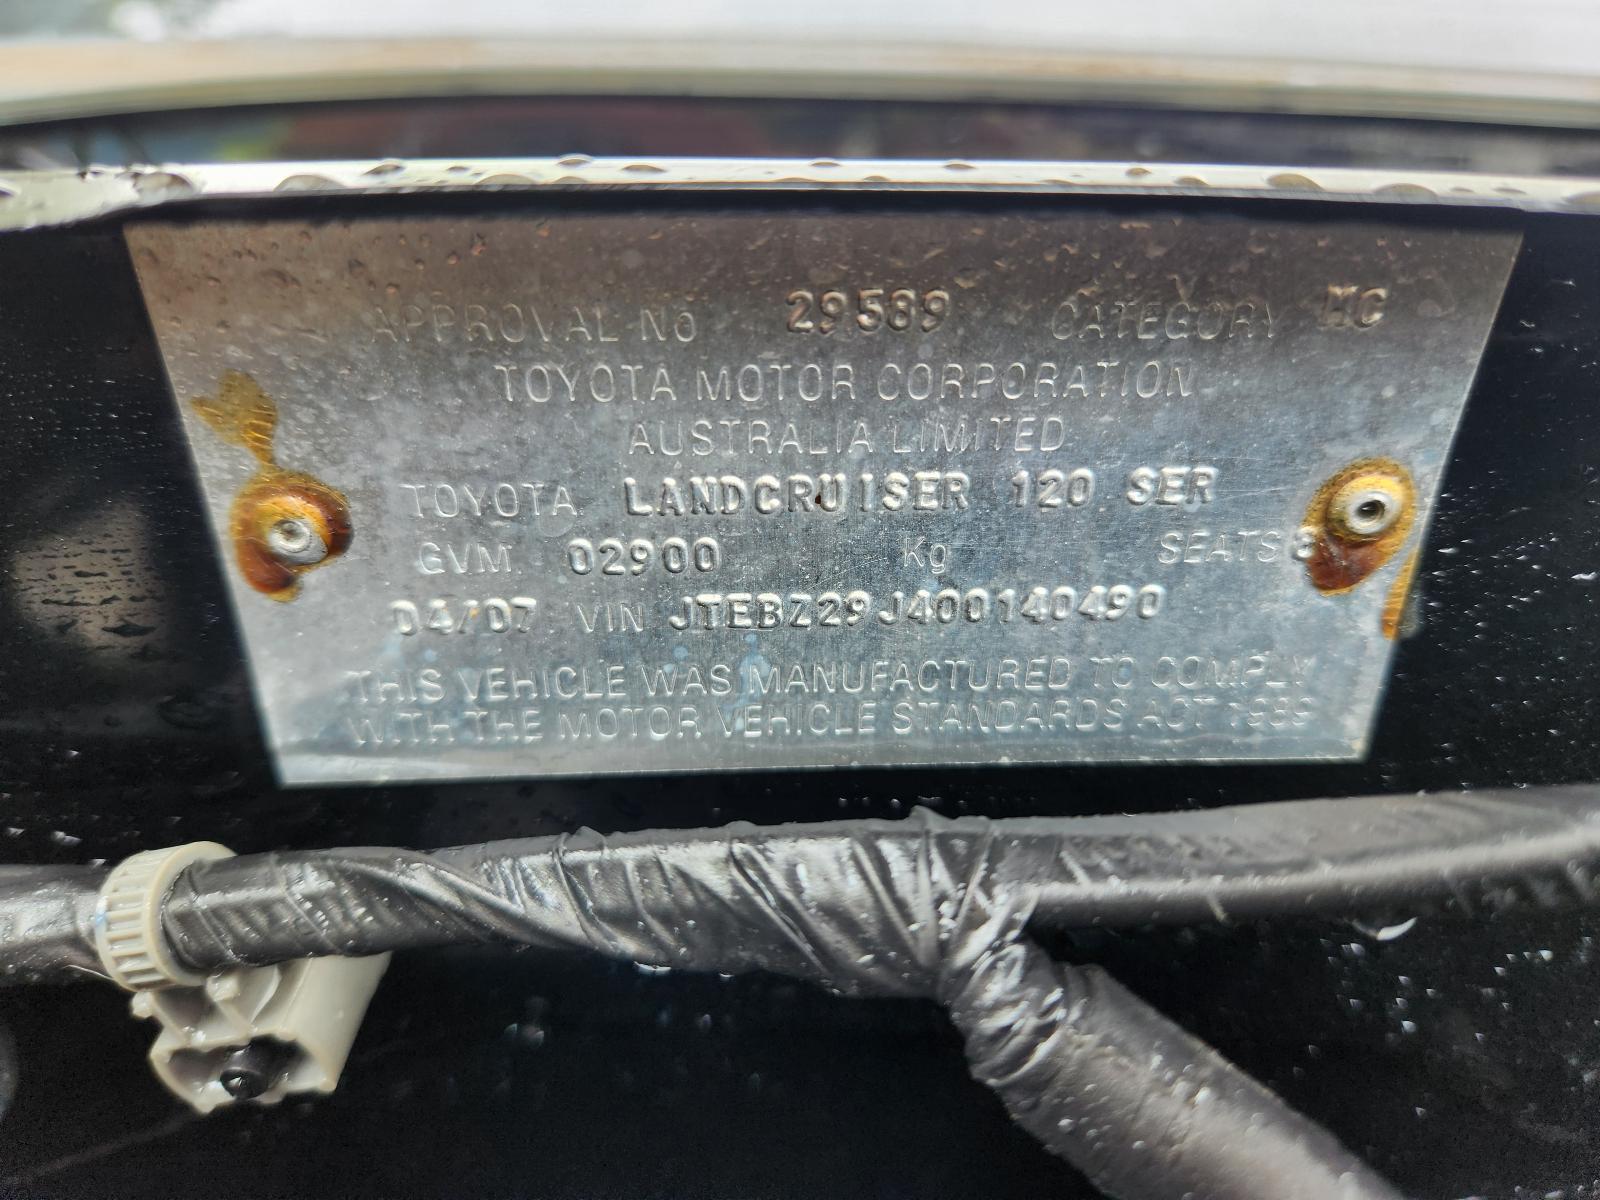 APPROVAL No 29589 CATEGORY MC
TOYOTA MOTOR CORPORATION
AUSTRALIA LIMITED
TOYOTA LANDCRUISER 120 SER
GVM 02900 Kg SEATS
04/07 VIN JTEBZ29J400140490
THIS VEHICLE WAS MANUFACTURED TO COMPLY
WITH THE MOTOR VEHICLE STANDARDS ACT 1989